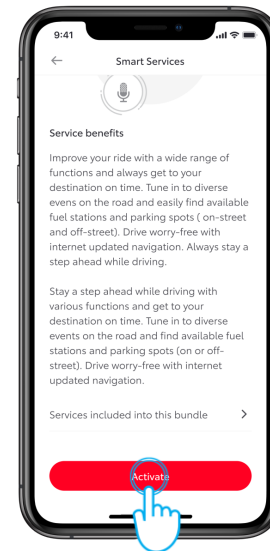 9:41
Smart Services
Service benefits
Improve your ride with a wide range of
functions and always get to your
destination on time. Tune in to diverse
evens on the road and easily find available
fuel stations and parking spots ( on-street
and off-street). Drive worry-free with
internet updated navigation. Always stay a
step ahead while driving.
Stay a step ahead while driving with
various functions and get to your
destination on time. Tune in to diverse
events on the road and find available fuel
stations and parking spots (on or off-
street). Drive worry-free with internet
updated navigation.
Services included into this bundle
Activate